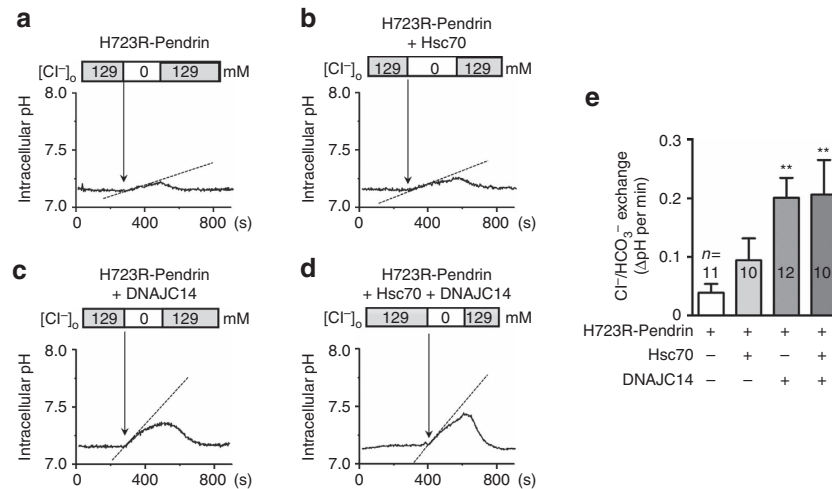 a
H723R-Pendrin
[Cl⁻]o 129 0 129 mM
Intracellular pH
8.0
7.5
7.0
0 400 800 (s)
b
H723R-Pendrin
+ Hsc70
[Cl⁻]o 129 0 129 mM
Intracellular pH
8.0
7.5
7.0
0 400 800 (s)
c
H723R-Pendrin
+ DNAJC14
[Cl⁻]o 129 0 129 mM
Intracellular pH
8.0
7.5
7.0
0 400 800 (s)
d
H723R-Pendrin
+ Hsc70 + DNAJC14
[Cl⁻]o 129 0 129 mM
Intracellular pH
8.0
7.5
7.0
0 400 800 (s)
e
Cl⁻/HCO₃⁻ exchange
(ΔpH per min)
0.3
0.2
0.1
0
** **
n=
11 10 12 10
H723R-Pendrin + + + +
Hsc70 − + − +
DNAJC14 − − + +